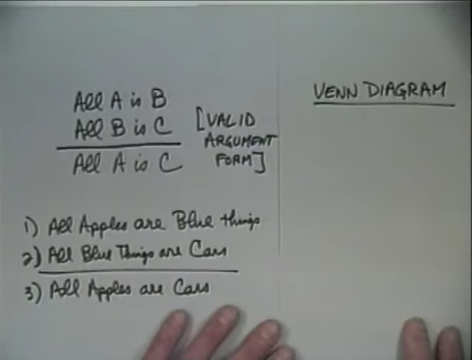 All A is B
All B is C
All A is C
[VALID
ARGUMENT
FORM]
VENN DIAGRAM
1) All Apples are Blue things
2) All Blue Things are Cars
3) All Apples are Cars